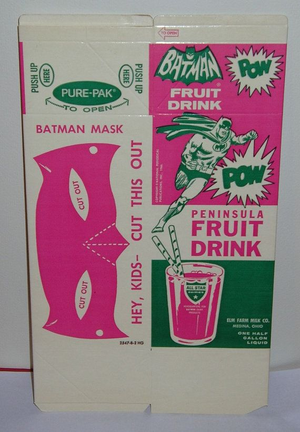 TO OPEN
PUSH UP
HERE
PURE-PAK®
TO OPEN
HERE
PUSH UP
BATMAN
FRUIT
DRINK
POW
BATMAN MASK
CUT OUT
CUT OUT
HEY, KIDS- CUT THIS OUT
POW
PENINSULA
FRUIT
DRINK
ALL STAR
ELM FARM MILK CO.
MEDINA, OHIO
ONE HALF
GALLON
LIQUID